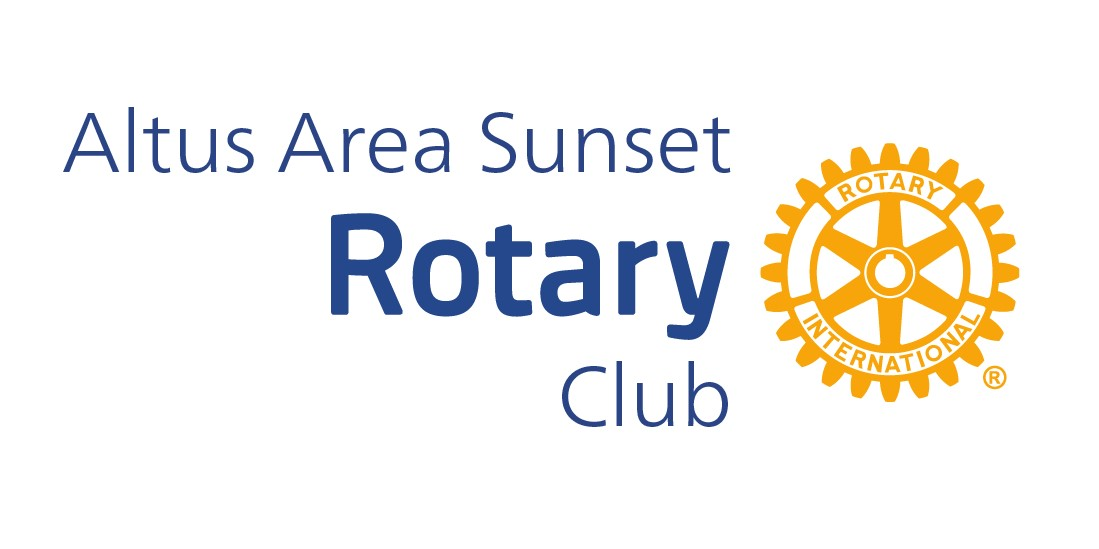 Altus Area Sunset
Rotary
Club
ROTARY
INTERNATIONAL
®